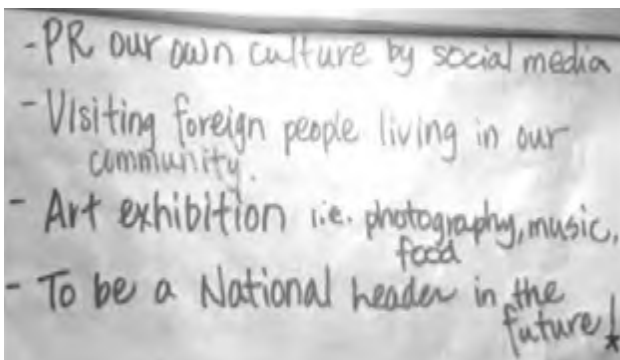 - PR our own culture by social media
- Visiting foreign people living in our
community.
- Art exhibition i.e. photography, music,
food
- To be a National header in the
future!